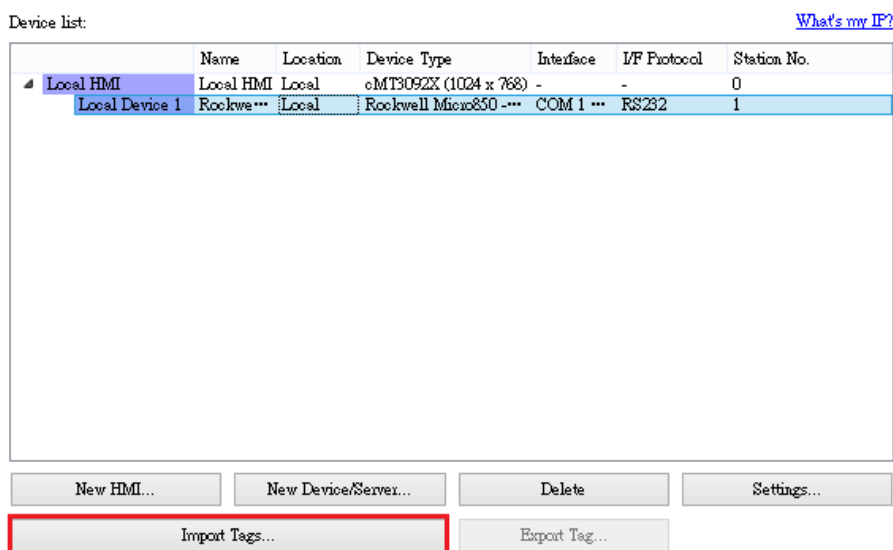 Device list: What's my IP?
Name Location Device Type Interface I/F Protocol Station No.
Local HMI Local HMI Local cMT3092X (1024 x 768) - - 0
Local Device 1 Rockwe... Local Rockwell Micro850 -... COM 1 ... RS232 1
New HMI... New Device/Server... Delete Settings...
Import Tags... Export Tag...